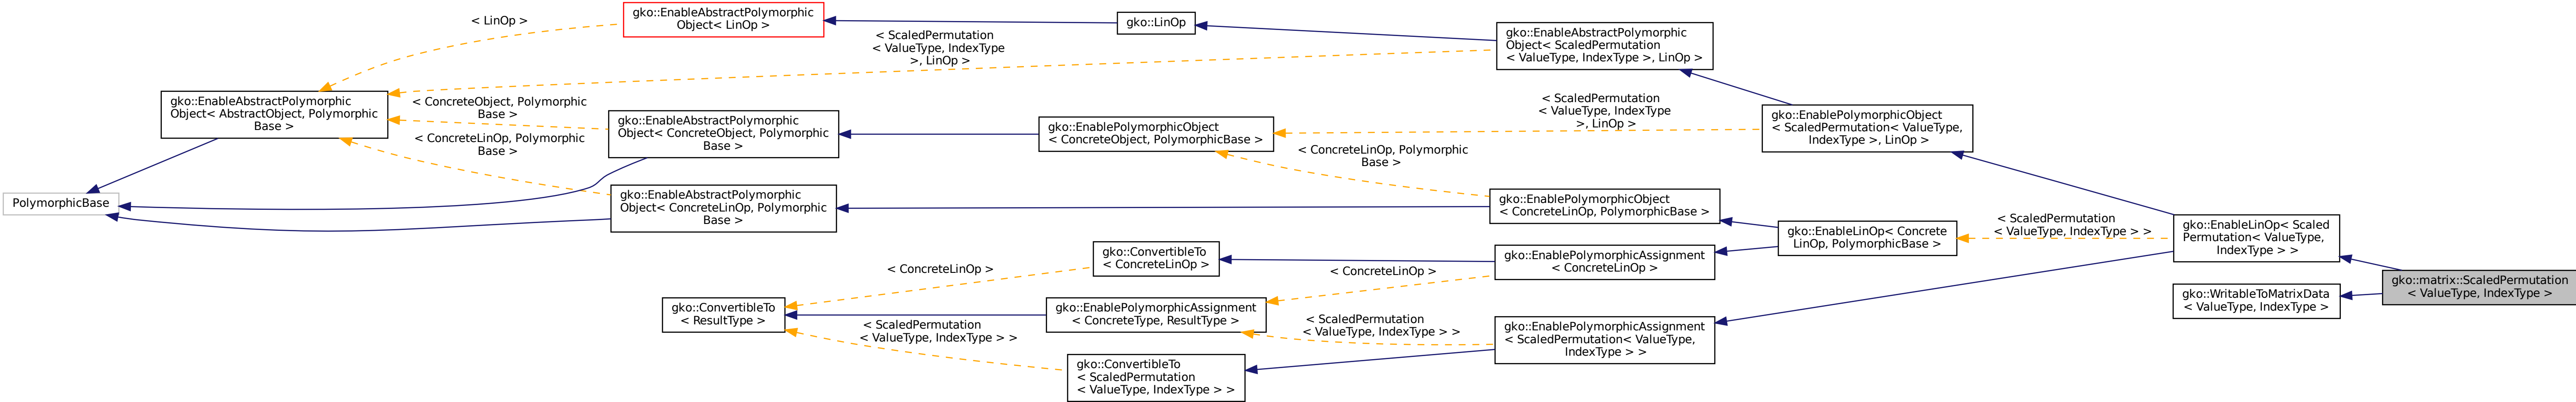 gko::EnableAbstractPolymorphic
Object< LinOp >
< LinOp >
gko::LinOp
gko::EnableAbstractPolymorphic
Object< ScaledPermutation
< ValueType, IndexType >, LinOp >
< ScaledPermutation
< ValueType, IndexType
>, LinOp >
gko::EnableAbstractPolymorphic
Object< AbstractObject, Polymorphic
Base >
< ConcreteObject, Polymorphic
Base >
< ConcreteLinOp, Polymorphic
Base >
gko::EnableAbstractPolymorphic
Object< ConcreteObject, Polymorphic
Base >
gko::EnablePolymorphicObject
< ConcreteObject, PolymorphicBase >
< ScaledPermutation
< ValueType, IndexType
>, LinOp >
gko::EnablePolymorphicObject
< ScaledPermutation< ValueType,
IndexType >, LinOp >
< ConcreteLinOp, Polymorphic
Base >
PolymorphicBase
gko::EnableAbstractPolymorphic
Object< ConcreteLinOp, Polymorphic
Base >
gko::EnablePolymorphicObject
< ConcreteLinOp, PolymorphicBase >
gko::EnableLinOp< Concrete
LinOp, PolymorphicBase >
< ScaledPermutation
< ValueType, IndexType > >
gko::EnableLinOp< Scaled
Permutation< ValueType,
IndexType > >
gko::ConvertibleTo
< ConcreteLinOp >
< ConcreteLinOp >
< ConcreteLinOp >
gko::EnablePolymorphicAssignment
< ConcreteLinOp >
gko::matrix::ScaledPermutation
< ValueType, IndexType >
gko::WritableToMatrixData
< ValueType, IndexType >
gko::ConvertibleTo
< ResultType >
gko::EnablePolymorphicAssignment
< ConcreteType, ResultType >
< ScaledPermutation
< ValueType, IndexType > >
< ScaledPermutation
< ValueType, IndexType > >
gko::EnablePolymorphicAssignment
< ScaledPermutation< ValueType,
IndexType > >
gko::ConvertibleTo
< ScaledPermutation
< ValueType, IndexType > >